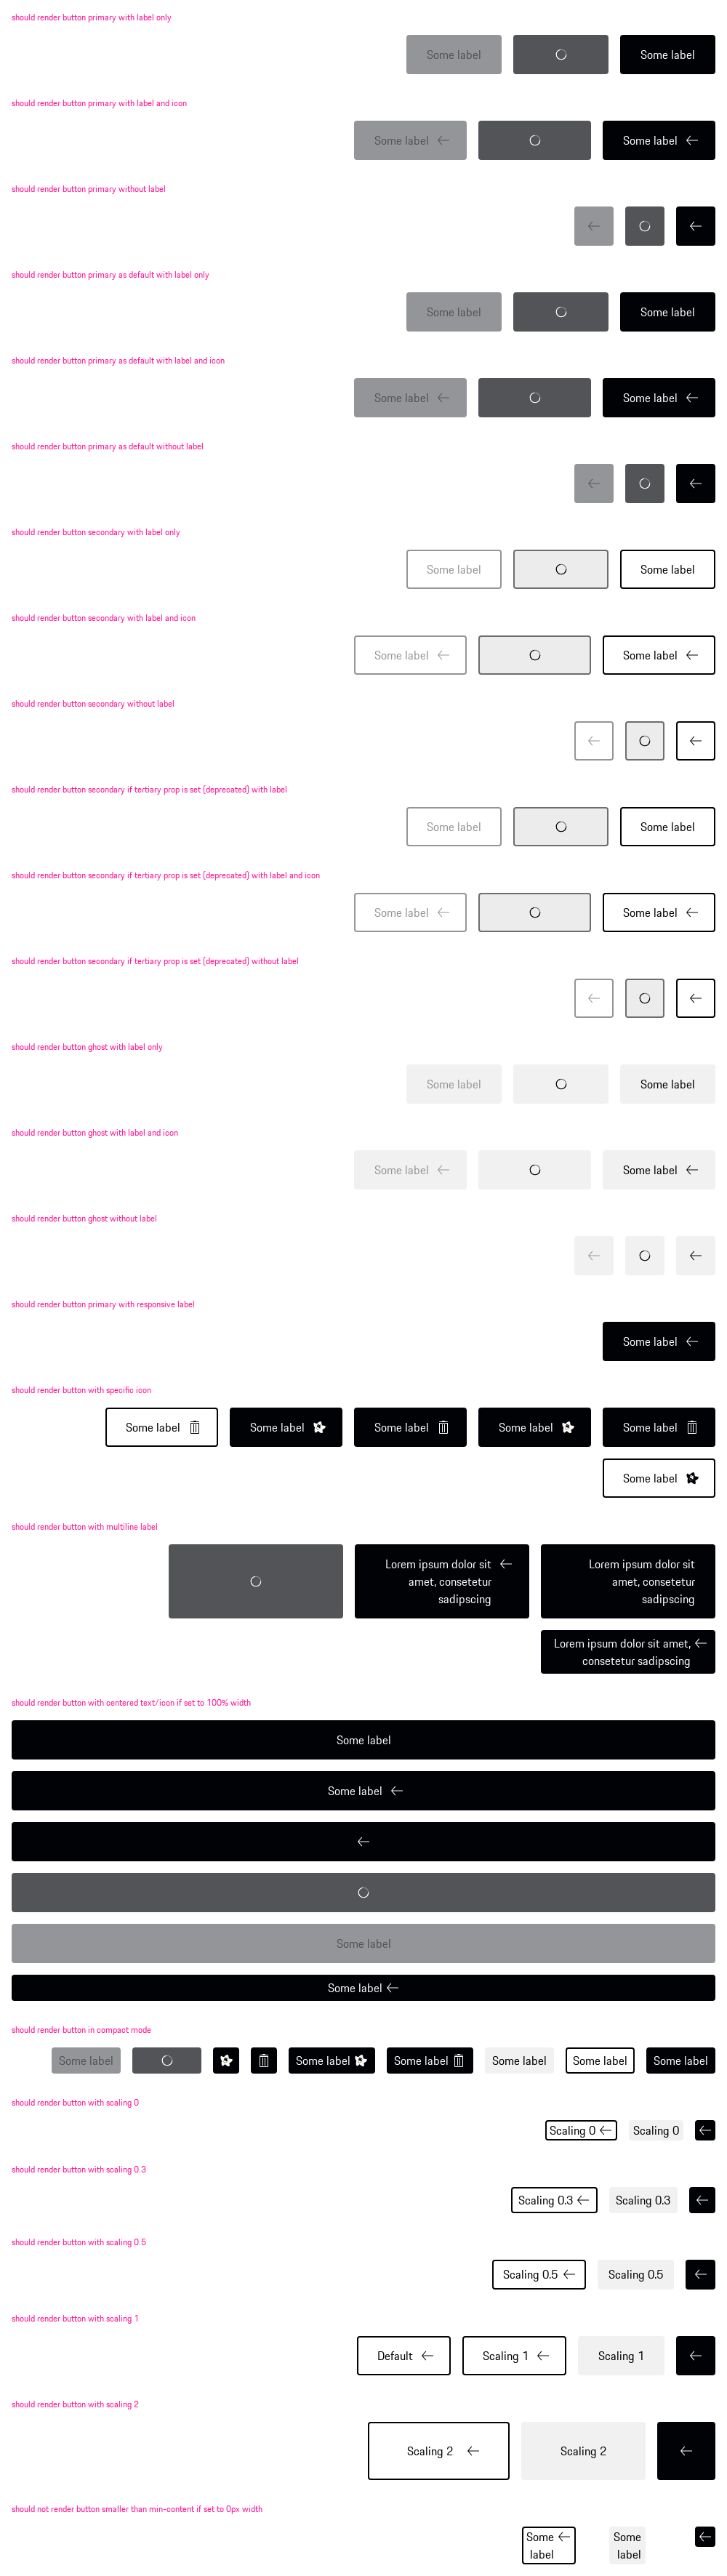 should render button primary with label only
Some label Some label
should render button primary with label and icon
Some label Some label
should render button primary without label
should render button primary as default with label only
Some label Some label
should render button primary as default with label and icon
Some label Some label
should render button primary as default without label
should render button secondary with label only
Some label Some label
should render button secondary with label and icon
Some label Some label
should render button secondary without label
should render button secondary if tertiary prop is set (deprecated) with label
Some label Some label
should render button secondary if tertiary prop is set (deprecated) with label and icon
Some label Some label
should render button secondary if tertiary prop is set (deprecated) without label
should render button ghost with label only
Some label Some label
should render button ghost with label and icon
Some label Some label
should render button ghost without label
should render button primary with responsive label
Some label
should render button with specific icon
Some label Some label Some label Some label Some label
Some label
should render button with multiline label
Lorem ipsum dolor sit
amet, consetetur
sadipscing
Lorem ipsum dolor sit
amet, consetetur
sadipscing
Lorem ipsum dolor sit amet,
consetetur sadipscing
should render button with centered text/icon if set to 100% width
Some label
Some label
Some label
Some label
should render button in compact mode
Some label Some label Some label Some label Some label Some label
should render button with scaling 0
Scaling 0 Scaling 0
should render button with scaling 0.3
Scaling 0.3 Scaling 0.3
should render button with scaling 0.5
Scaling 0.5 Scaling 0.5
should render button with scaling 1
Default Scaling 1 Scaling 1
should render button with scaling 2
Scaling 2 Scaling 2
should not render button smaller than min-content if set to 0px width
Some
label
Some
label